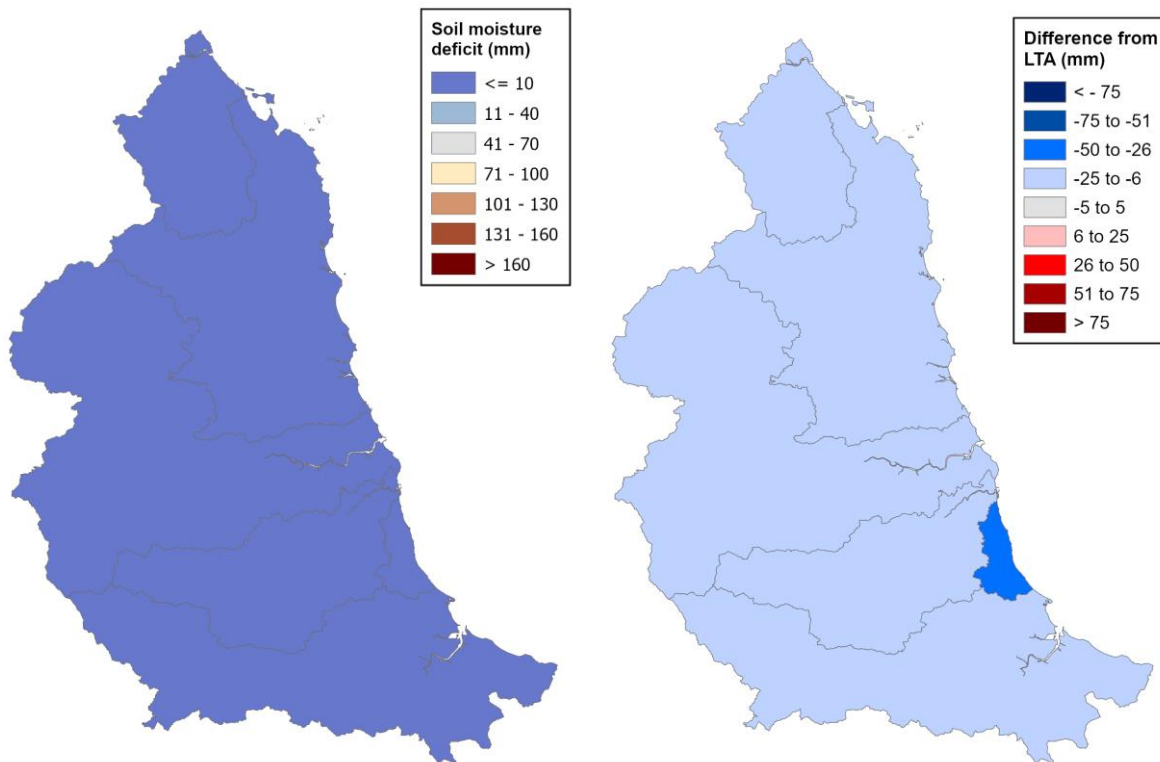 Soil moisture
deficit (mm)
<= 10
11 - 40
41 - 70
71 - 100
101 - 130
131 - 160
> 160
Difference from
LTA (mm)
< - 75
-75 to -51
-50 to -26
-25 to -6
-5 to 5
6 to 25
26 to 50
51 to 75
> 75